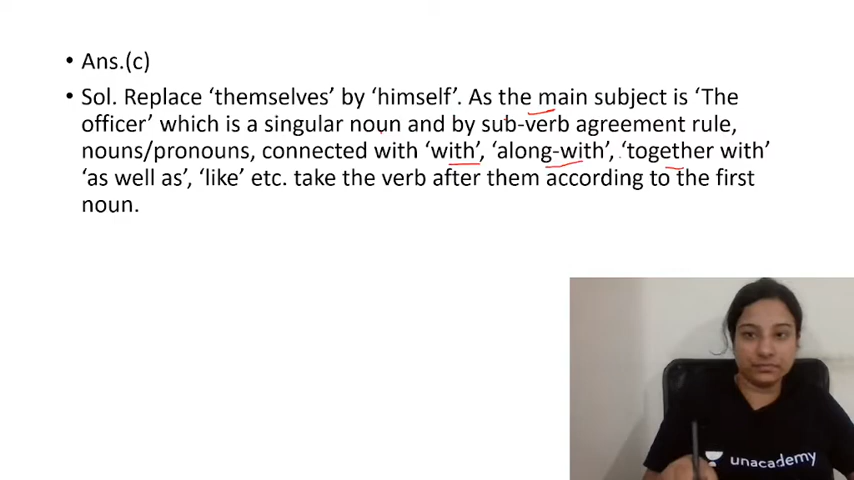 • Ans.(c)
• Sol. Replace ‘themselves’ by ‘himself’. As the main subject is ‘The
officer’ which is a singular noun and by sub-verb agreement rule,
nouns/pronouns, connected with ‘with’, ‘along-with’, ‘together with’
‘as well as’, ‘like’ etc. take the verb after them according to the first
noun.
unacademy